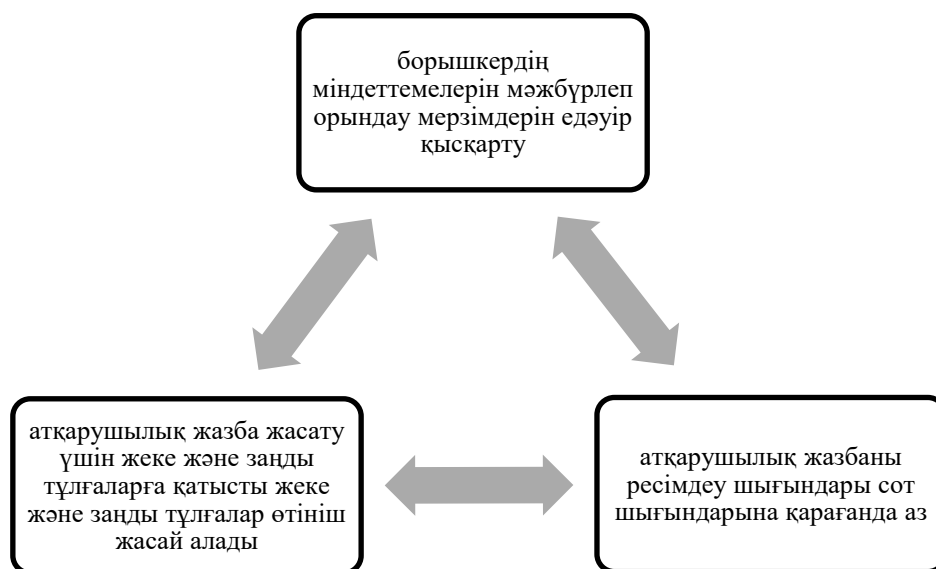 борышкердің
міндеттемелерін мәжбүрлеп
орындау мерзімдерін едәуір
қысқарту
атқарушылық жазба жасату
үшін жеке және заңды
тұлғаларға қатысты жеке
және заңды тұлғалар өтініш
жасай алады
атқарушылық жазбаны
ресімдеу шығындары сот
шығындарына қарағанда аз